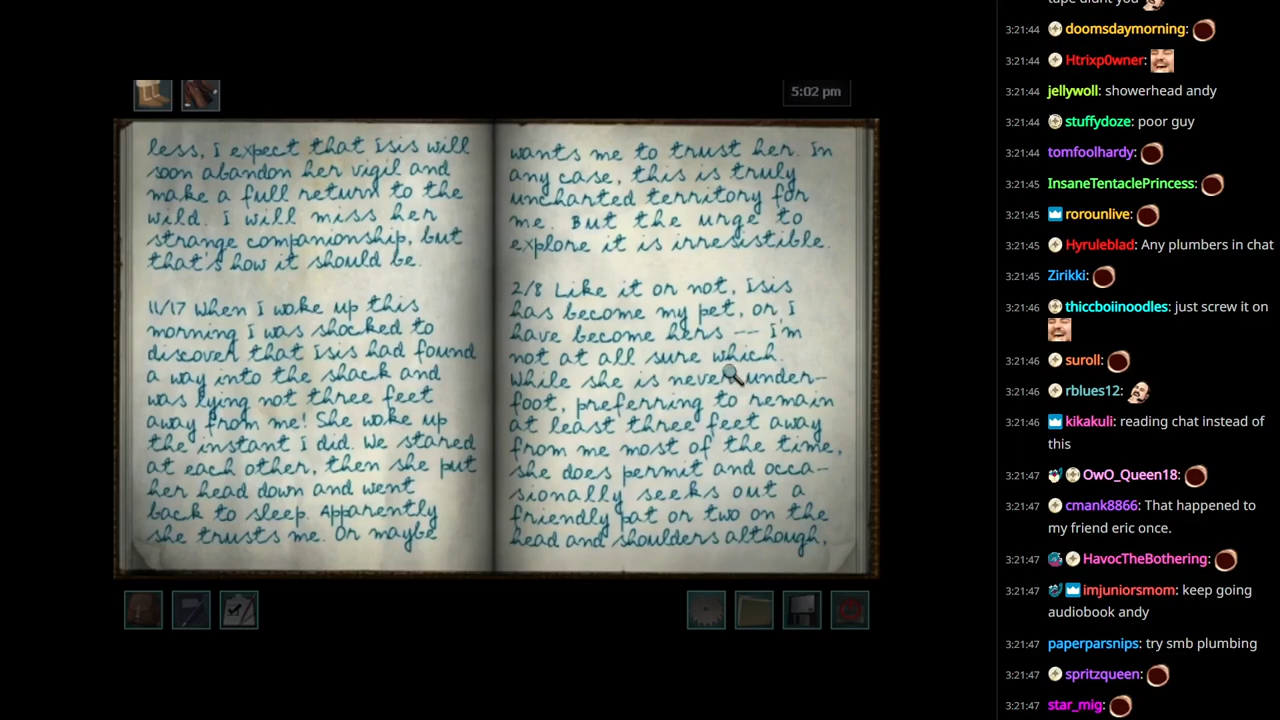 5:02 pm
less, I expect that Isis will
soon abandon her vigil and
make a full return to the
wild. I will miss her
strange companionship, but
that's how it should be.
11/17 When I woke up this
morning I was shocked to
discover that Isis had found
a way into the shack and
was lying not three feet
away from me! She woke up
the instant I did. We stared
at each other, then she put
her head down and went
back to sleep. Apparently
she trusts me. Or maybe
wants me to trust her. In
any case, this is truly
uncharted territory for
me. But the urge to
explore it is irresistible.
2/8 Like it or not, Isis
has become my pet, or I
have become hers -- I'm
not at all sure which.
While she is never under-
foot, preferring to remain
at least three feet away
from me most of the time,
she does permit and occa-
sionally seeks out a
friendly pat or two on the
head and shoulders although,
3:21:44 doomsdaymorning:
3:21:44 Htrixp0wner:
3:21:44 jellywoll: showerhead andy
3:21:44 stuffydoze: poor guy
3:21:45 tomfoolhardy:
3:21:45 InsaneTentaclePrincess:
3:21:45 rorounlive:
3:21:45 Hyruleblad: Any plumbers in chat
3:21:45 Zirikki:
3:21:46 thiccboiinoodles: just screw it on
3:21:46 suroll:
3:21:46 rblues12:
3:21:46 kikakuli: reading chat instead of
this
3:21:47 OwO_Queen18:
3:21:47 cmank8866: That happened to
my friend eric once.
3:21:47 HavocTheBothering:
3:21:47 imjuniorsmom: keep going
audiobook andy
3:21:47 paperparsnips: try smb plumbing
3:21:47 spritzqueen:
3:21:47 star_mig: